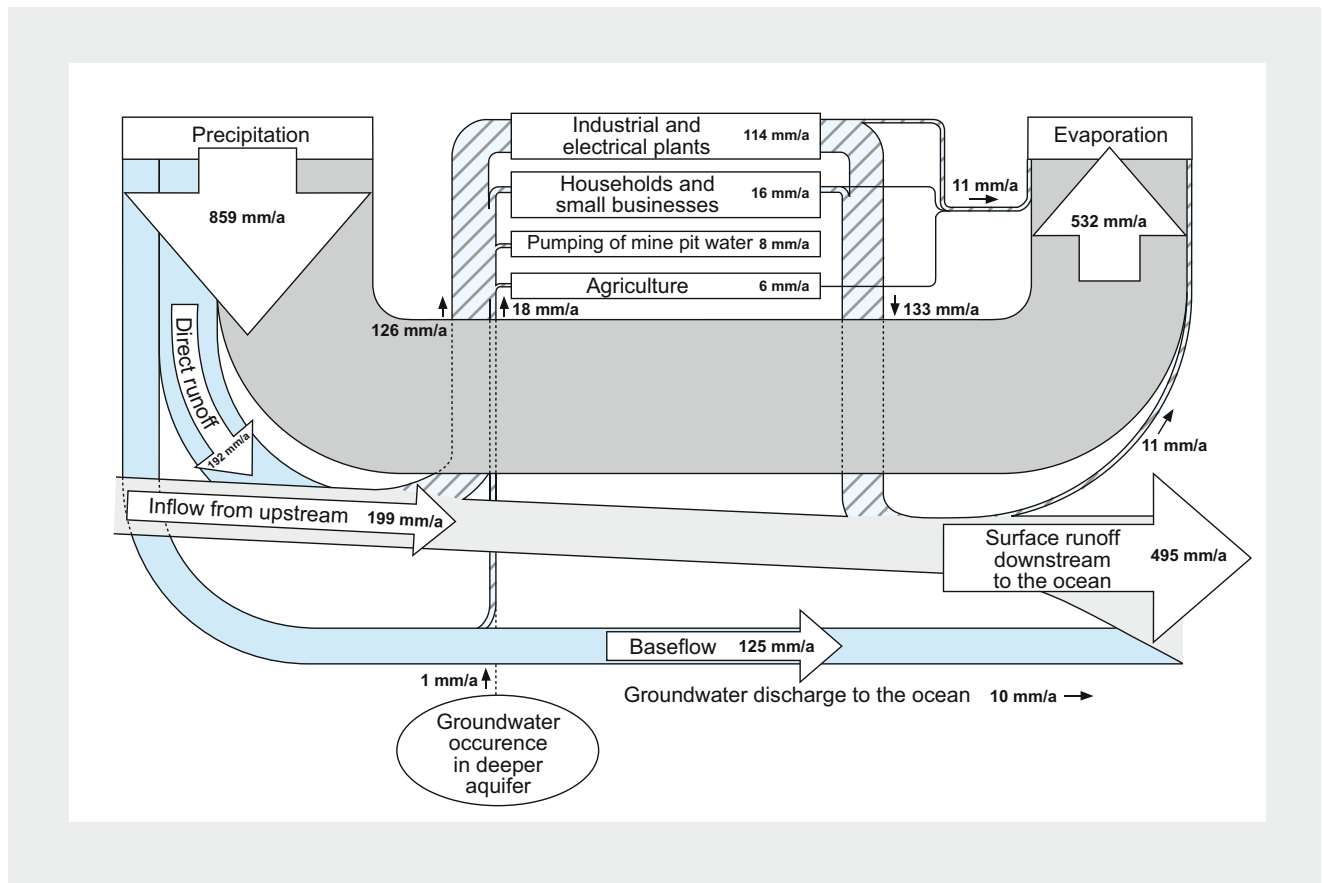 Precipitation
859 mm/a
Direct runoff
192 mm/a
Industrial and
electrical plants
114 mm/a
Households and
small businesses
16 mm/a
Pumping of mine pit water 8 mm/a
Agriculture
6 mm/a
126 mm/a
18 mm/a
133 mm/a
11 mm/a
Evaporation
532 mm/a
11 mm/a
Inflow from upstream 199 mm/a
Surface runoff
downstream
to the ocean
495 mm/a
Baseflow 125 mm/a
1 mm/a
Groundwater discharge to the ocean 10 mm/a
Groundwater
occurence
in deeper
aquifer